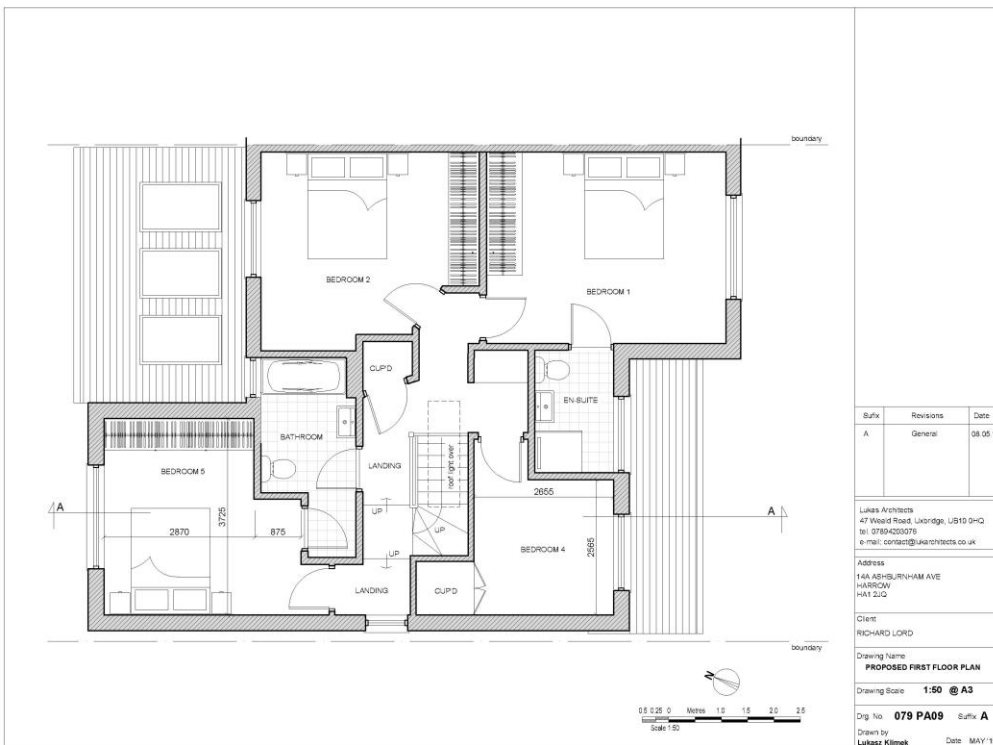 boundary
BEDROOM 2
BEDROOM 1
CUP'D
EN-SUITE
BATHROOM
LANDING
roof light over
BEDROOM 5
A
2870
3725
875
UP
UP
UP
2655
2565
BEDROOM 4
A
LANDING
CUP'D
boundary
N
0.5 0.25 0 Metres 1.0 1.5 2.0 2.5
Scale 1:50
Sufix Revisions Date
A General 08.05.
Lukas Architects
47 Weald Road, Uxbridge, UB10 0HQ
tel. 07894203076
e-mail: contact@lukarchitects.co.uk
Address
14A ASHBURNHAM AVE
HARROW
HA1 2JQ
Client
RICHARD LORD
Drawing Name
PROPOSED FIRST FLOOR PLAN
Drawing Scale 1:50 @ A3
Drg. No. 079 PA09 Suffix A
Drawn by
Lukasz Klimek Date MAY '1